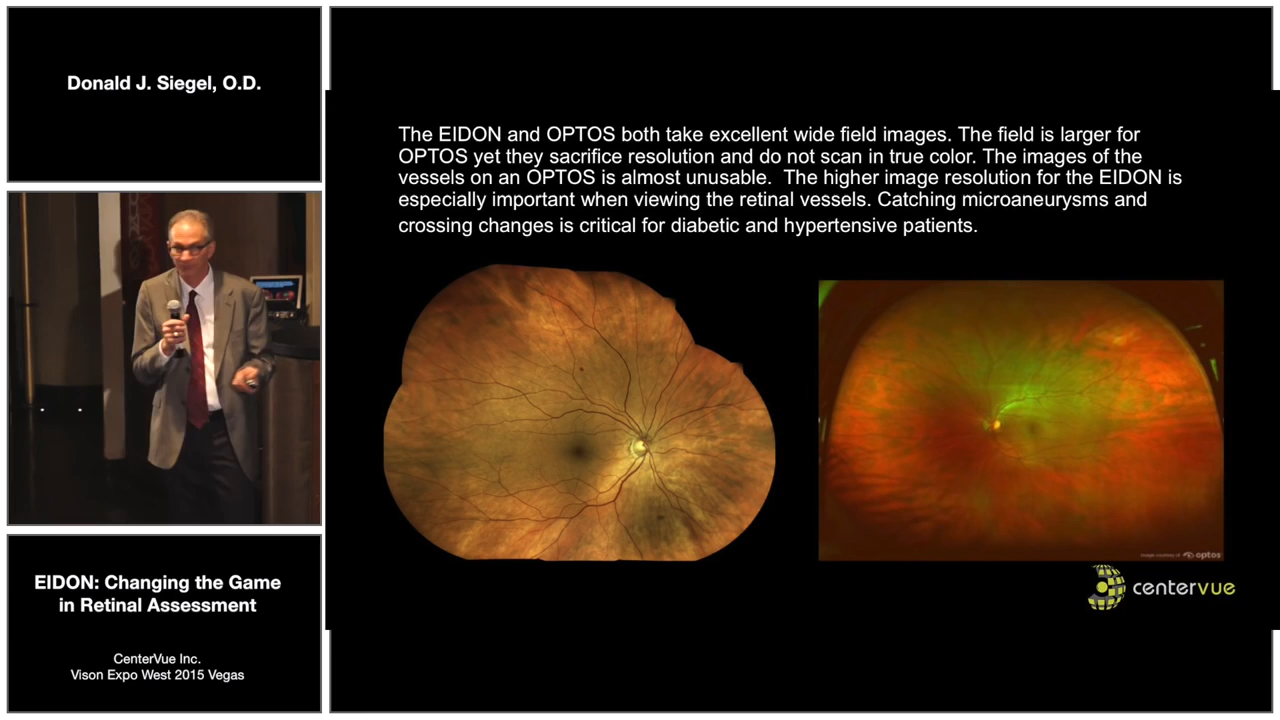 Donald J. Siegel, O.D.
EIDON: Changing the Game
in Retinal Assessment
CenterVue Inc.
Vison Expo West 2015 Vegas
The EIDON and OPTOS both take excellent wide field images. The field is larger for
OPTOS yet they sacrifice resolution and do not scan in true color. The images of the
vessels on an OPTOS is almost unusable.  The higher image resolution for the EIDON is
especially important when viewing the retinal vessels. Catching microaneurysms and
crossing changes is critical for diabetic and hypertensive patients.
image courtesy of optos
centervue